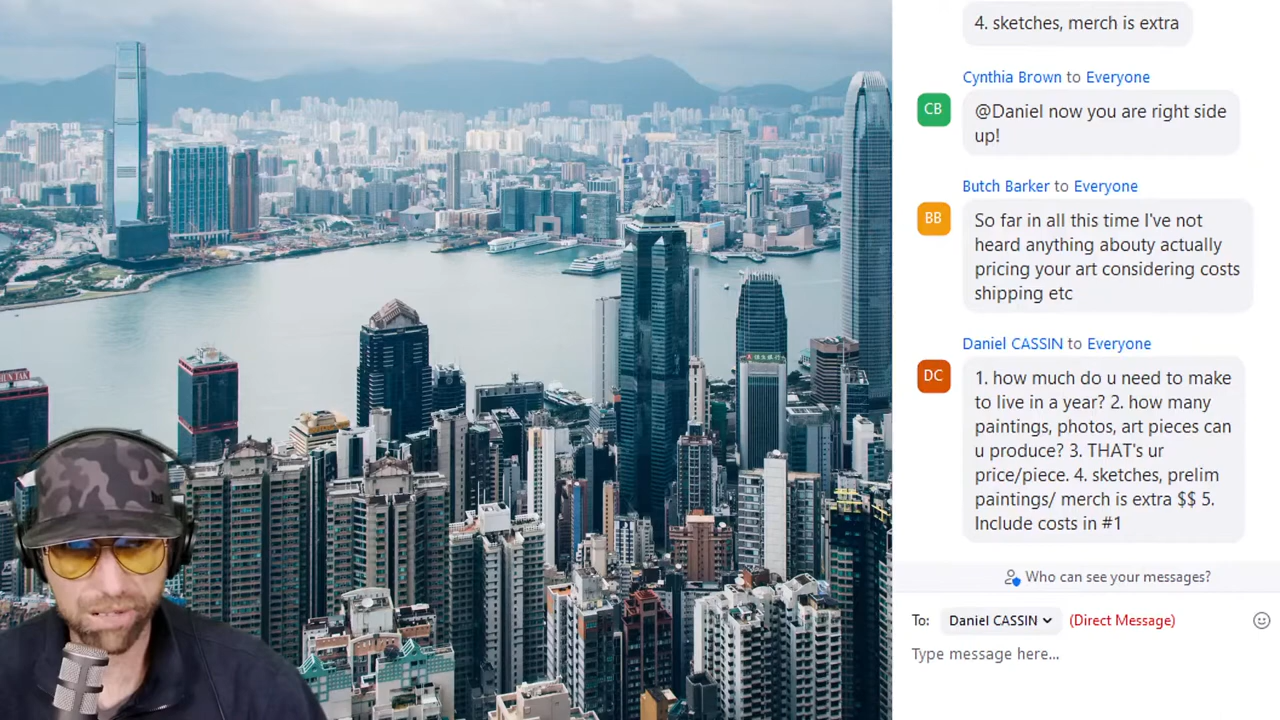 4. sketches, merch is extra
Cynthia Brown to Everyone
CB
@Daniel now you are right side
up!
Butch Barker to Everyone
BB
So far in all this time I've not
heard anything abouty actually
pricing your art considering costs
shipping etc
Daniel CASSIN to Everyone
DC
1. how much do u need to make
to live in a year? 2. how many
paintings, photos, art pieces can
u produce? 3. THAT's ur
price/piece. 4. sketches, prelim
paintings/ merch is extra $$ 5.
Include costs in #1
Who can see your messages?
To: Daniel CASSIN (Direct Message)
Type message here...